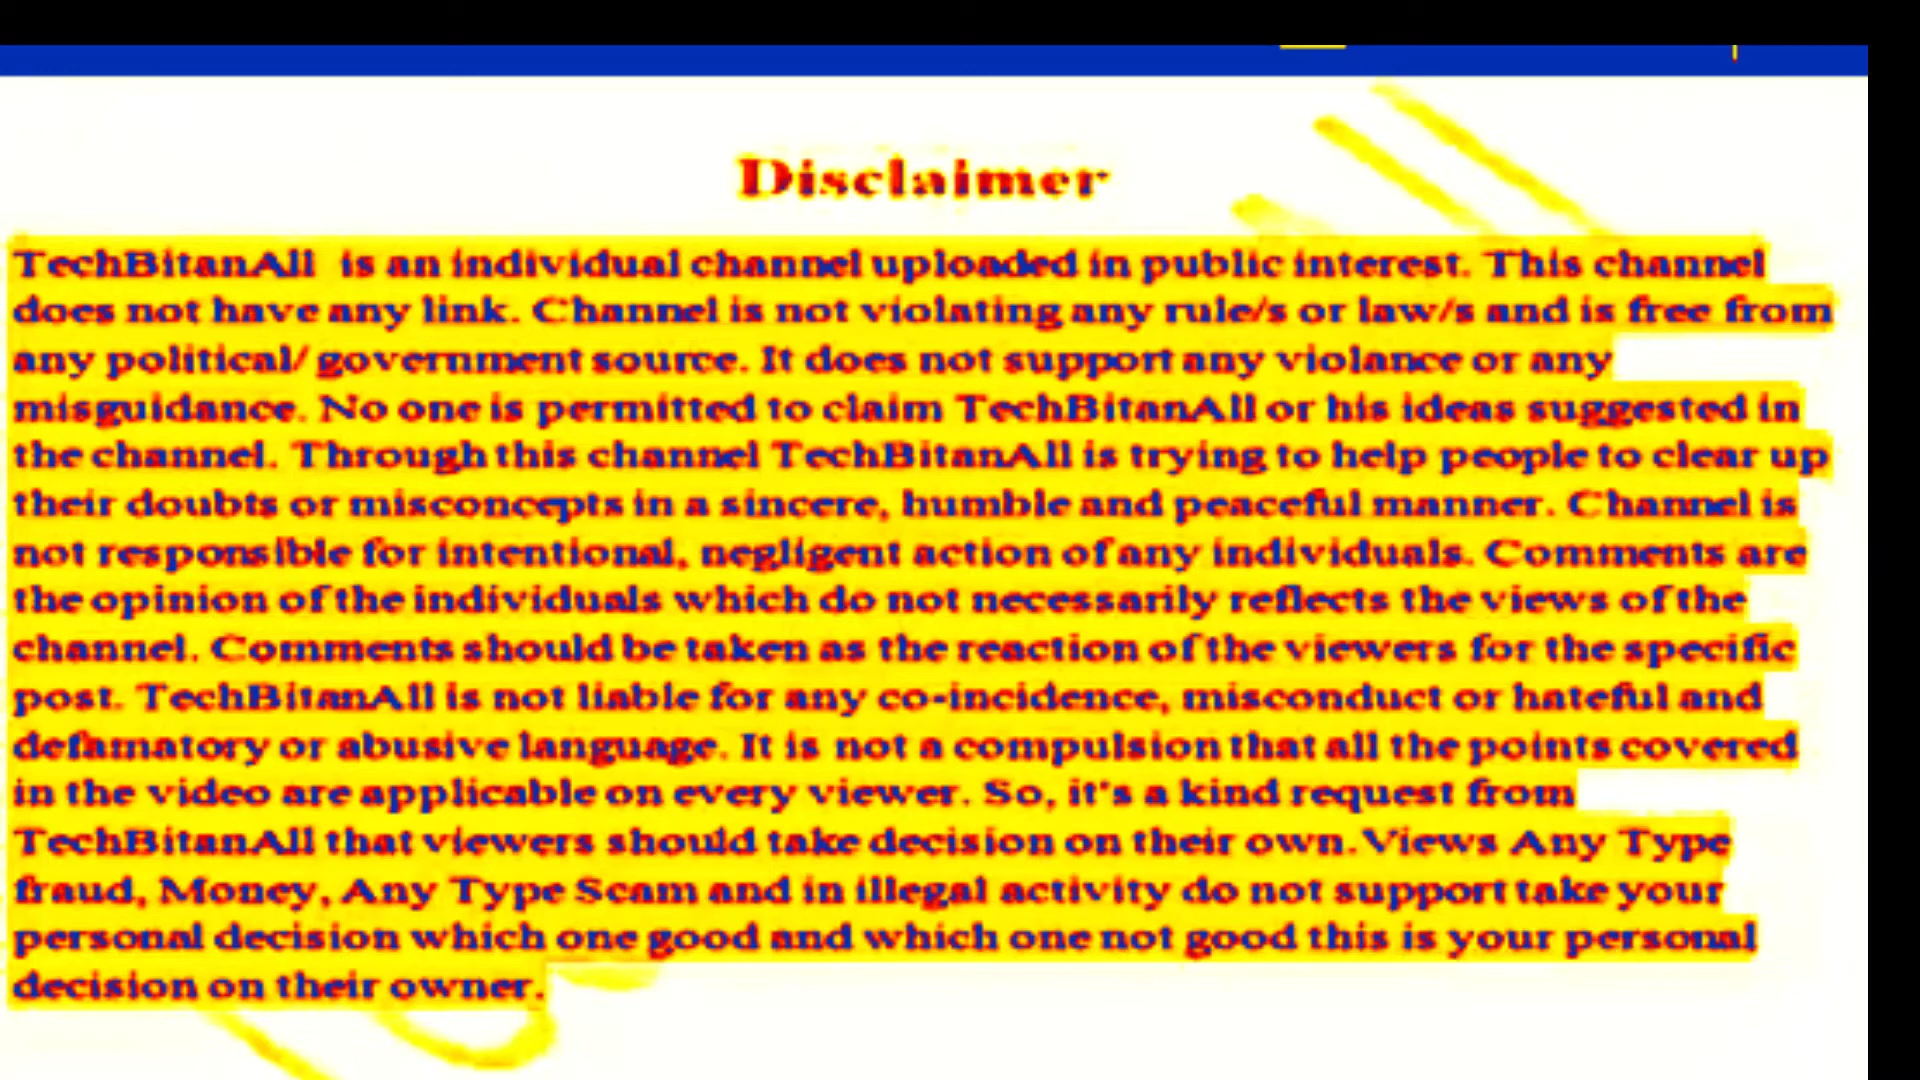 Disclaimer
TechBitanAll is an individual channel uploaded in public interest. This channel
does not have any link. Channel is not violating any rule/s or law/s and is free from
any political/ government source. It does not support any violance or any
misguidance. No one is permitted to claim TechBitanAll or his ideas suggested in
the channel. Through this channel TechBitanAll is trying to help people to clear up
their doubts or misconcepts in a sincere, humble and peaceful manner. Channel is
not responsible for intentional, negligent action of any individuals. Comments are
the opinion of the individuals which do not necessarily reflects the views of the
channel. Comments should be taken as the reaction of the viewers for the specific
post. TechBitanAll is not liable for any co-incidence, misconduct or hateful and
defamatory or abusive language. It is not a compulsion that all the points covered
in the video are applicable on every viewer. So, it's a kind request from
TechBitanAll that viewers should take decision on their own.Views Any Type
fraud, Money, Any Type Scam and in illegal activity do not support take your
personal decision which one good and which one not good this is your personal
decision on their owner.